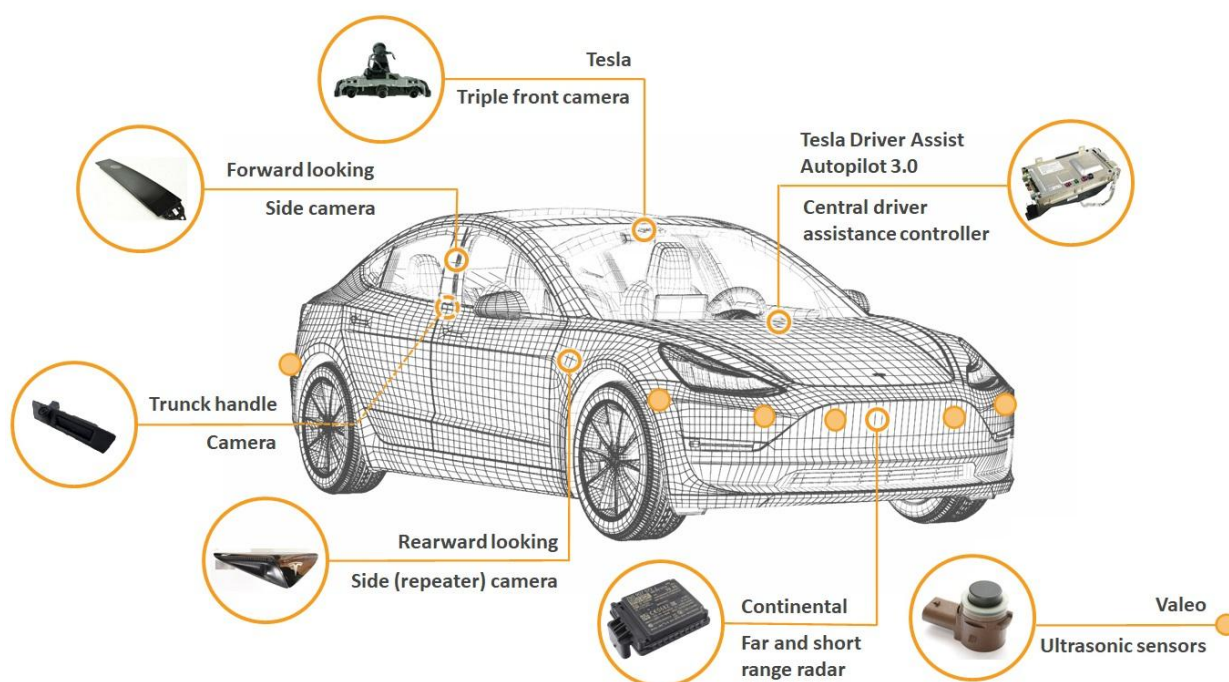 Tesla
Triple front camera
Forward looking
Side camera
Tesla Driver Assist
Autopilot 3.0
Central driver
assistance controller
Trunck handle
Camera
Rearward looking
Side (repeater) camera
Continental
Far and short
range radar
Valeo
Ultrasonic sensors